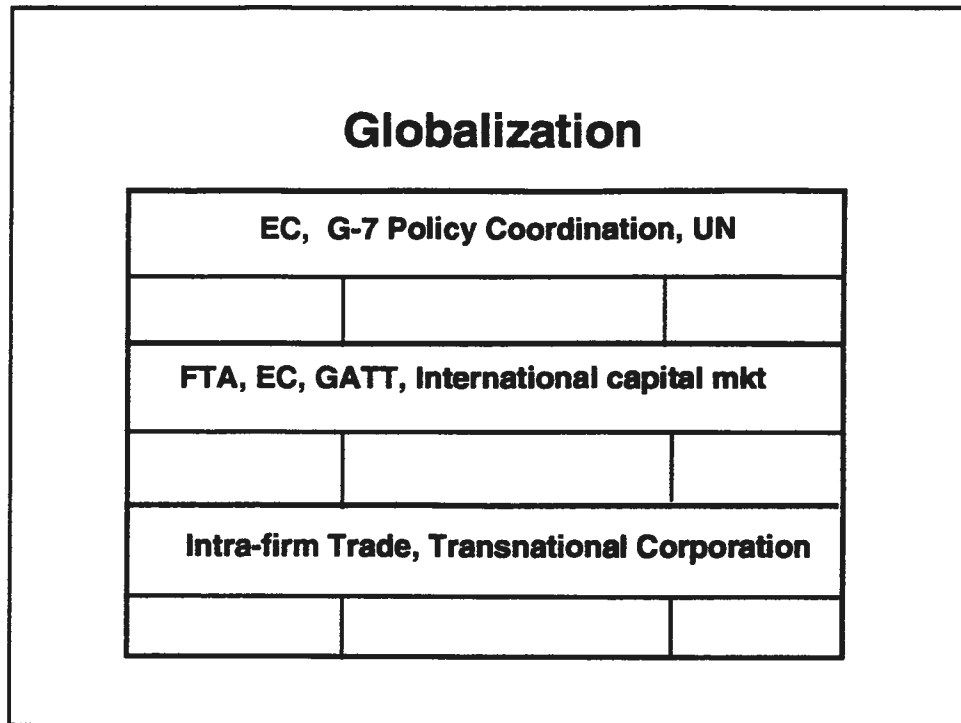 Globalization
EC, G-7 Policy Coordination, UN
FTA, EC, GATT, International capital mkt
Intra-firm Trade, Transnational Corporation